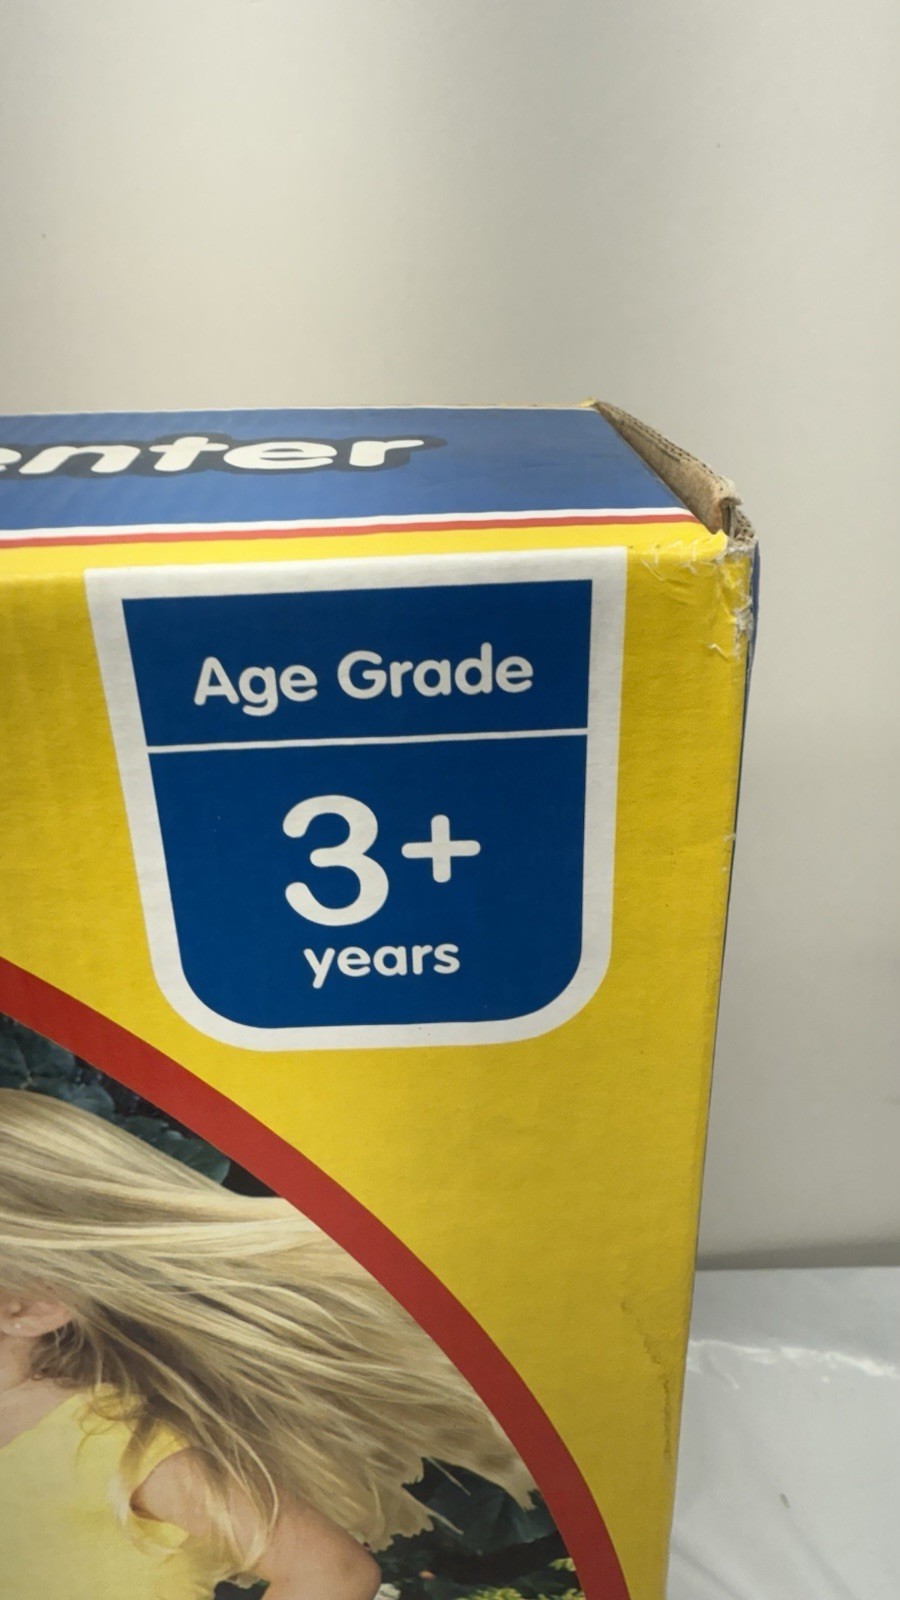 enter
Age Grade
3+
years